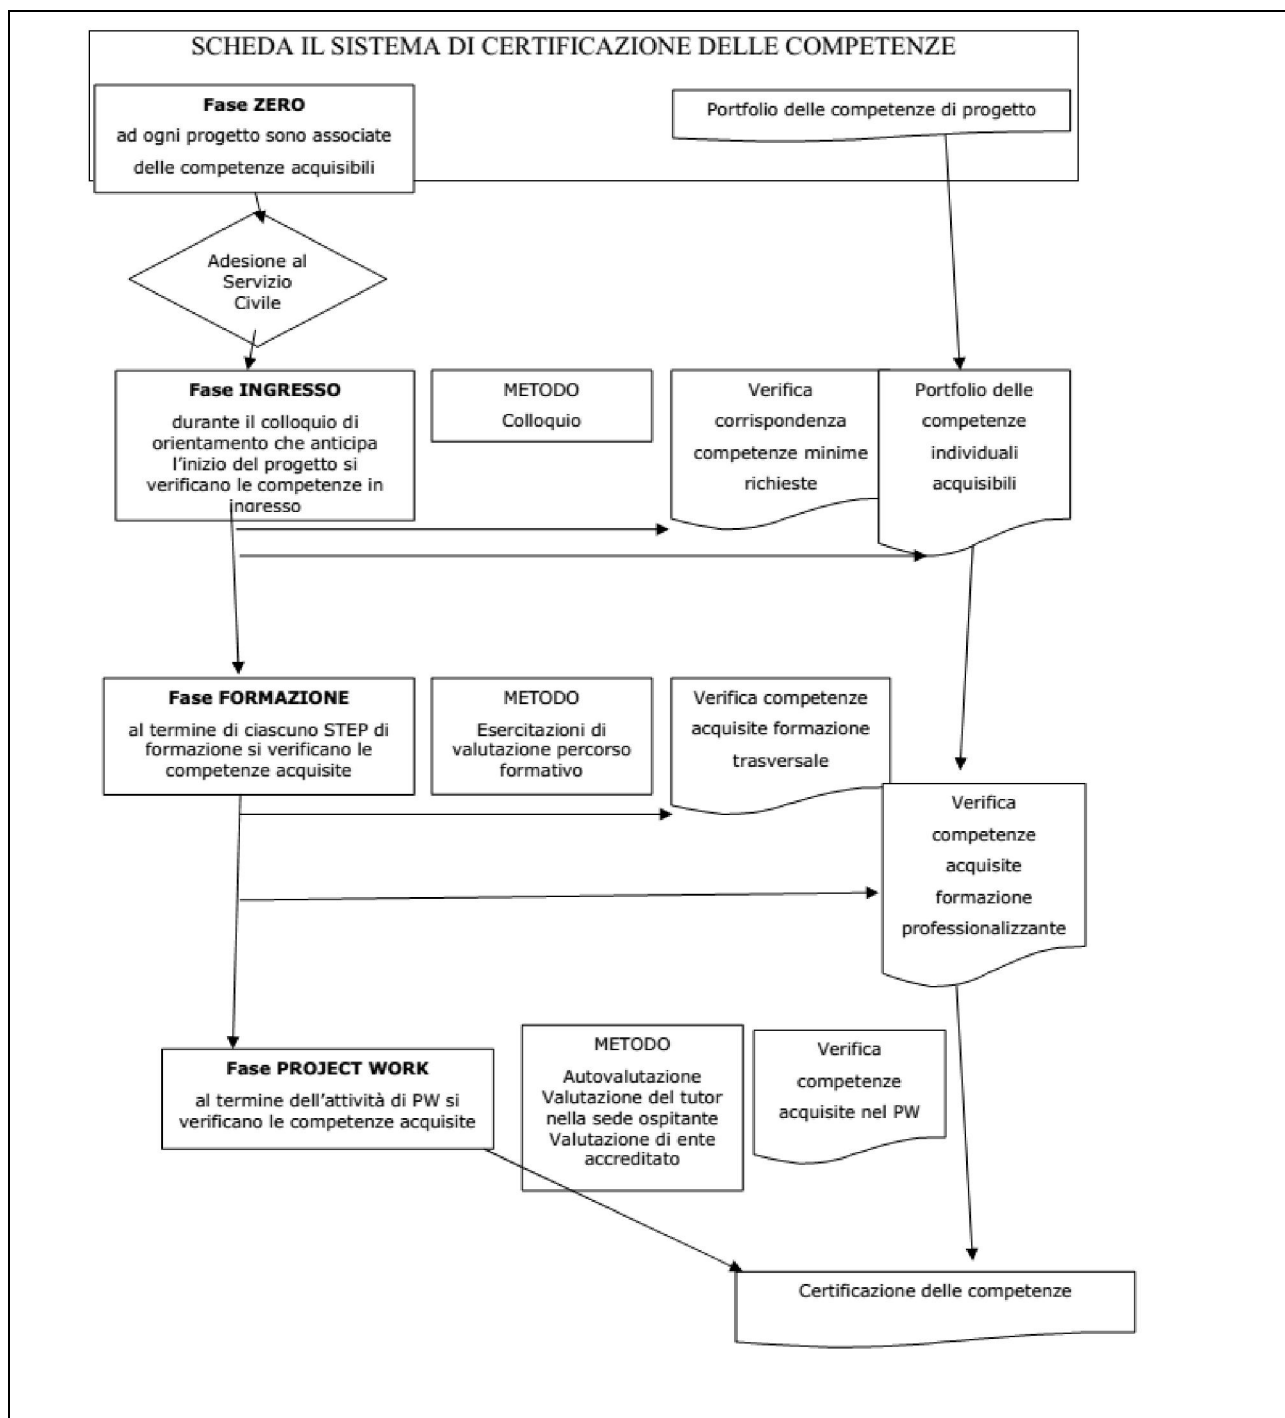 SCHEDA IL SISTEMA DI CERTIFICAZIONE DELLE COMPETENZE
Fase ZERO
ad ogni progetto sono associate
delle competenze acquisibili
Portfolio delle competenze di progetto
Adesione al
Servizio
Civile
Fase INGRESSO
durante il colloquio di
orientamento che anticipa
l'inizio del progetto si
verificano le competenze in
ingresso
METODO
Colloquio
Verifica
corrispondenza
competenze minime
richieste
Portfolio delle
competenze
individuali
acquisibili
Fase FORMAZIONE
al termine di ciascuno STEP di
formazione si verificano le
competenze acquisite
METODO
Esercitazioni di
valutazione percorso
formativo
Verifica competenze
acquisite formazione
trasversale
Verifica
competenze
acquisite
formazione
professionalizzante
Fase PROJECT WORK
al termine dell'attività di PW si
verificano le competenze acquisite
METODO
Autovalutazione
Valutazione del tutor
nella sede ospitante
Valutazione di ente
accreditato
Verifica
competenze
acquisite nel PW
Certificazione delle competenze